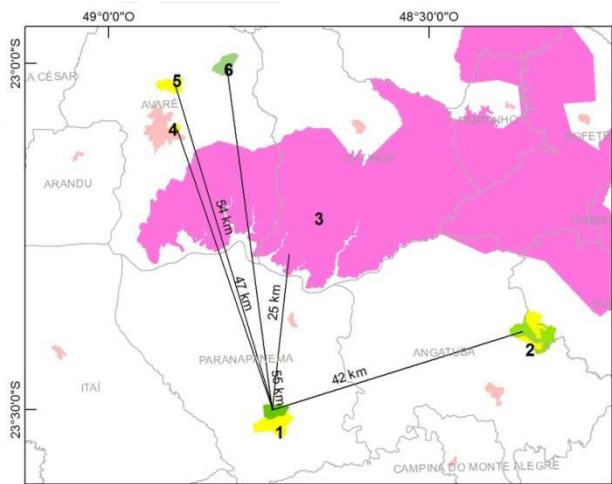 49°0'0"O 48°30'0"O
23°0'0"S
23°30'0"S
A CÉSAR
5
6
AVARÉ
4
ARANDU
3
54 km
47 km
25 km
55 km
42 km
PARANAPANEMA
ANGATUBA
2
ITAÍ
1
CAMPINA DO MONTE ALEGRE